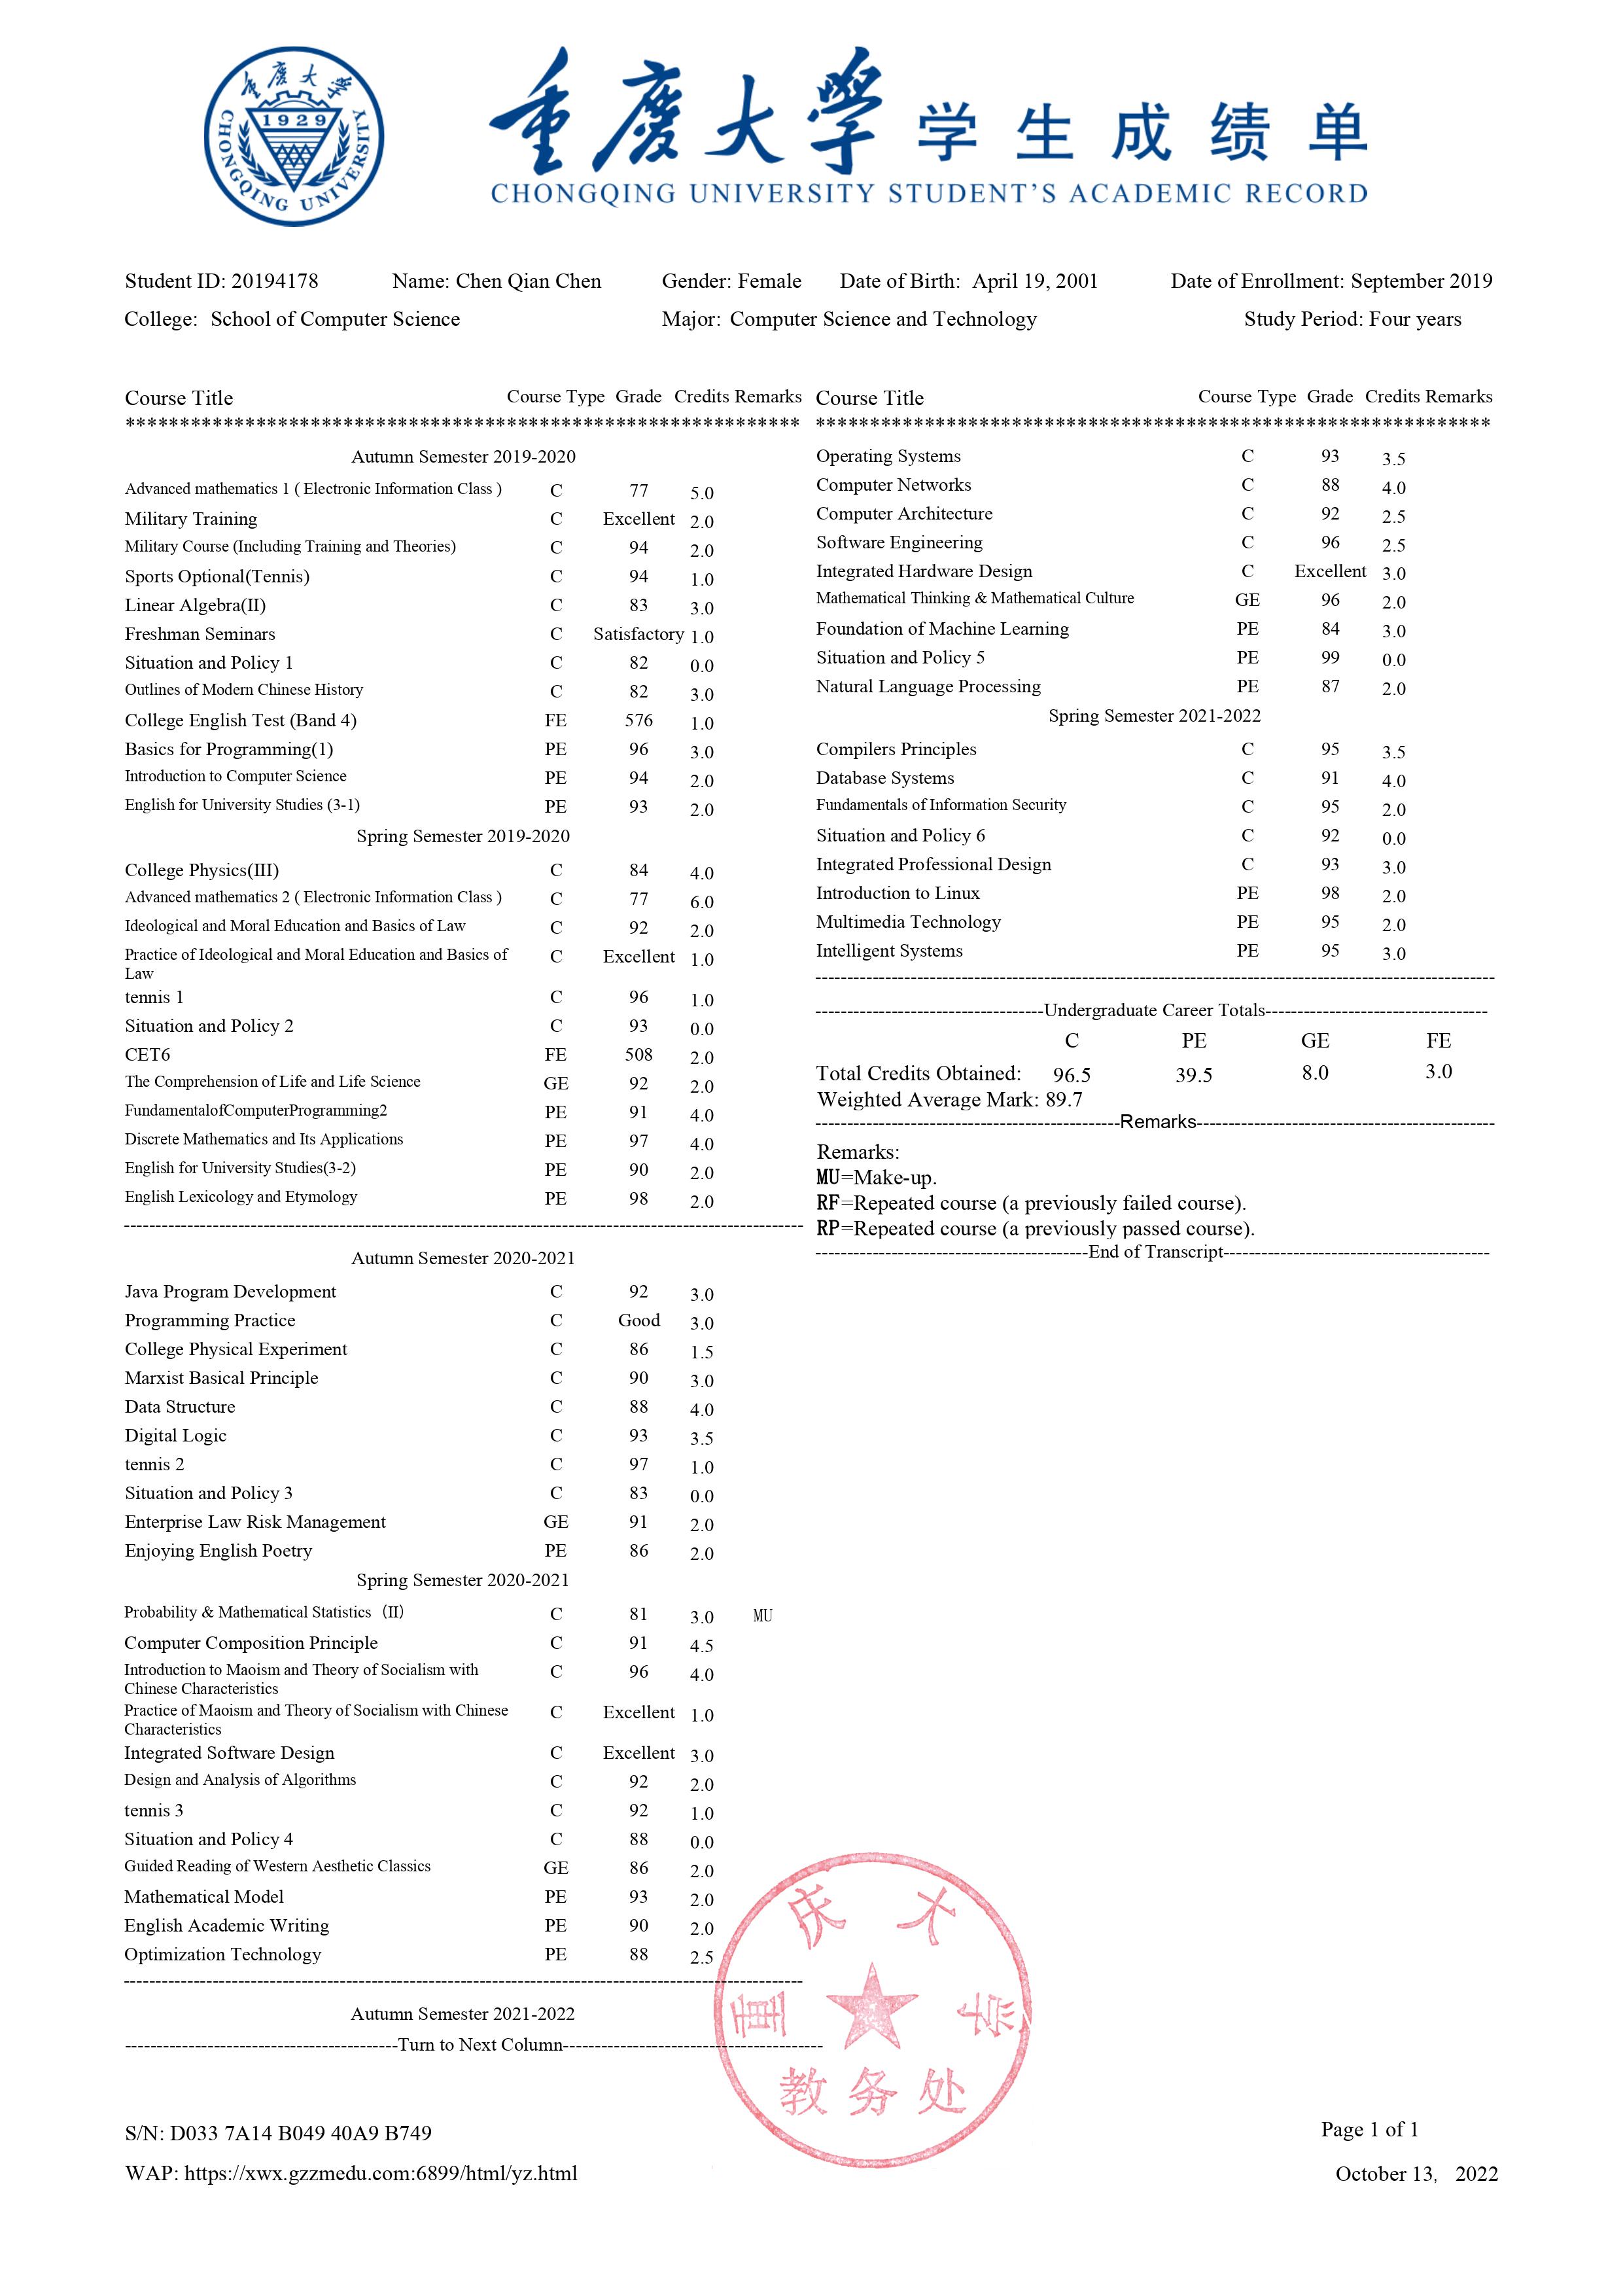 重庆大学
1929
CHONGQING UNIVERSITY
重庆大学 学生成绩单
CHONGQING UNIVERSITY STUDENT'S ACADEMIC RECORD
Student ID: 20194178 Name: Chen Qian Chen Gender: Female Date of Birth: April 19, 2001 Date of Enrollment: September 2019
College: School of Computer Science Major: Computer Science and Technology Study Period: Four years
Course Title Course Type Grade Credits Remarks
****************************************************************
Autumn Semester 2019-2020
Advanced mathematics 1 ( Electronic Information Class ) C 77 5.0
Military Training C Excellent 2.0
Military Course (Including Training and Theories) C 94 2.0
Sports Optional(Tennis) C 94 1.0
Linear Algebra(II) C 83 3.0
Freshman Seminars C Satisfactory 1.0
Situation and Policy 1 C 82 0.0
Outlines of Modern Chinese History C 82 3.0
College English Test (Band 4) FE 576 1.0
Basics for Programming(1) PE 96 3.0
Introduction to Computer Science PE 94 2.0
English for University Studies (3-1) PE 93 2.0
Spring Semester 2019-2020
College Physics(III) C 84 4.0
Advanced mathematics 2 ( Electronic Information Class ) C 77 6.0
Ideological and Moral Education and Basics of Law C 92 2.0
Practice of Ideological and Moral Education and Basics of C Excellent 1.0
Law
tennis 1 C 96 1.0
Situation and Policy 2 C 93 0.0
CET6 FE 508 2.0
The Comprehension of Life and Life Science GE 92 2.0
FundamentalofComputerProgramming2 PE 91 4.0
Discrete Mathematics and Its Applications PE 97 4.0
English for University Studies(3-2) PE 90 2.0
English Lexicology and Etymology PE 98 2.0
Autumn Semester 2020-2021
Java Program Development C 92 3.0
Programming Practice C Good 3.0
College Physical Experiment C 86 1.5
Marxist Basical Principle C 90 3.0
Data Structure C 88 4.0
Digital Logic C 93 3.5
tennis 2 C 97 1.0
Situation and Policy 3 C 83 0.0
Enterprise Law Risk Management GE 91 2.0
Enjoying English Poetry PE 86 2.0
Spring Semester 2020-2021
Probability & Mathematical Statistics（II） C 81 3.0 MU
Computer Composition Principle C 91 4.5
Introduction to Maoism and Theory of Socialism with C 96 4.0
Chinese Characteristics
Practice of Maoism and Theory of Socialism with Chinese C Excellent 1.0
Characteristics
Integrated Software Design C Excellent 3.0
Design and Analysis of Algorithms C 92 2.0
tennis 3 C 92 1.0
Situation and Policy 4 C 88 0.0
Guided Reading of Western Aesthetic Classics GE 86 2.0
Mathematical Model PE 93 2.0
English Academic Writing PE 90 2.0
Optimization Technology PE 88 2.5
Autumn Semester 2021-2022
Turn to Next Column
Course Title Course Type Grade Credits Remarks
****************************************************************
Operating Systems C 93 3.5
Computer Networks C 88 4.0
Computer Architecture C 92 2.5
Software Engineering C 96 2.5
Integrated Hardware Design C Excellent 3.0
Mathematical Thinking & Mathematical Culture GE 96 2.0
Foundation of Machine Learning PE 84 3.0
Situation and Policy 5 PE 99 0.0
Natural Language Processing PE 87 2.0
Spring Semester 2021-2022
Compilers Principles C 95 3.5
Database Systems C 91 4.0
Fundamentals of Information Security C 95 2.0
Situation and Policy 6 C 92 0.0
Integrated Professional Design C 93 3.0
Introduction to Linux PE 98 2.0
Multimedia Technology PE 95 2.0
Intelligent Systems PE 95 3.0
Undergraduate Career Totals
C PE GE FE
Total Credits Obtained: 96.5 39.5 8.0 3.0
Weighted Average Mark: 89.7
Remarks
Remarks:
MU=Make-up.
RF=Repeated course (a previously failed course).
RP=Repeated course (a previously passed course).
End of Transcript
重庆大学
教务处
S/N: D033 7A14 B049 40A9 B749
Page 1 of 1
WAP: https://xwx.gzzmedu.com:6899/html/yz.html
October 13, 2022